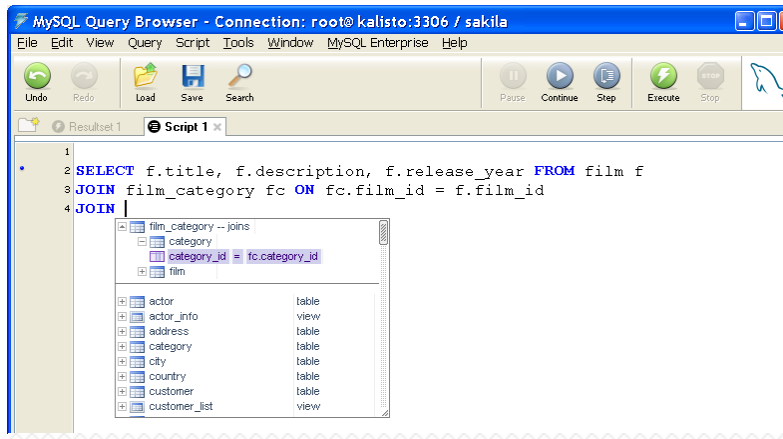 MySQL Query Browser - Connection: root@ kalisto:3306 / sakila
File Edit View Query Script Tools Window MySQL Enterprise Help
Undo Redo Load Save Search Pause Continue Step Execute Stop
Resultset 1 Script 1
1
2 SELECT f.title, f.description, f.release_year FROM film f
3 JOIN film_category fc ON fc.film_id = f.film_id
4 JOIN
film_category -- joins
category
category_id = fc.category_id
film
actor table
actor_info view
address table
category table
city table
country table
customer table
customer_list view